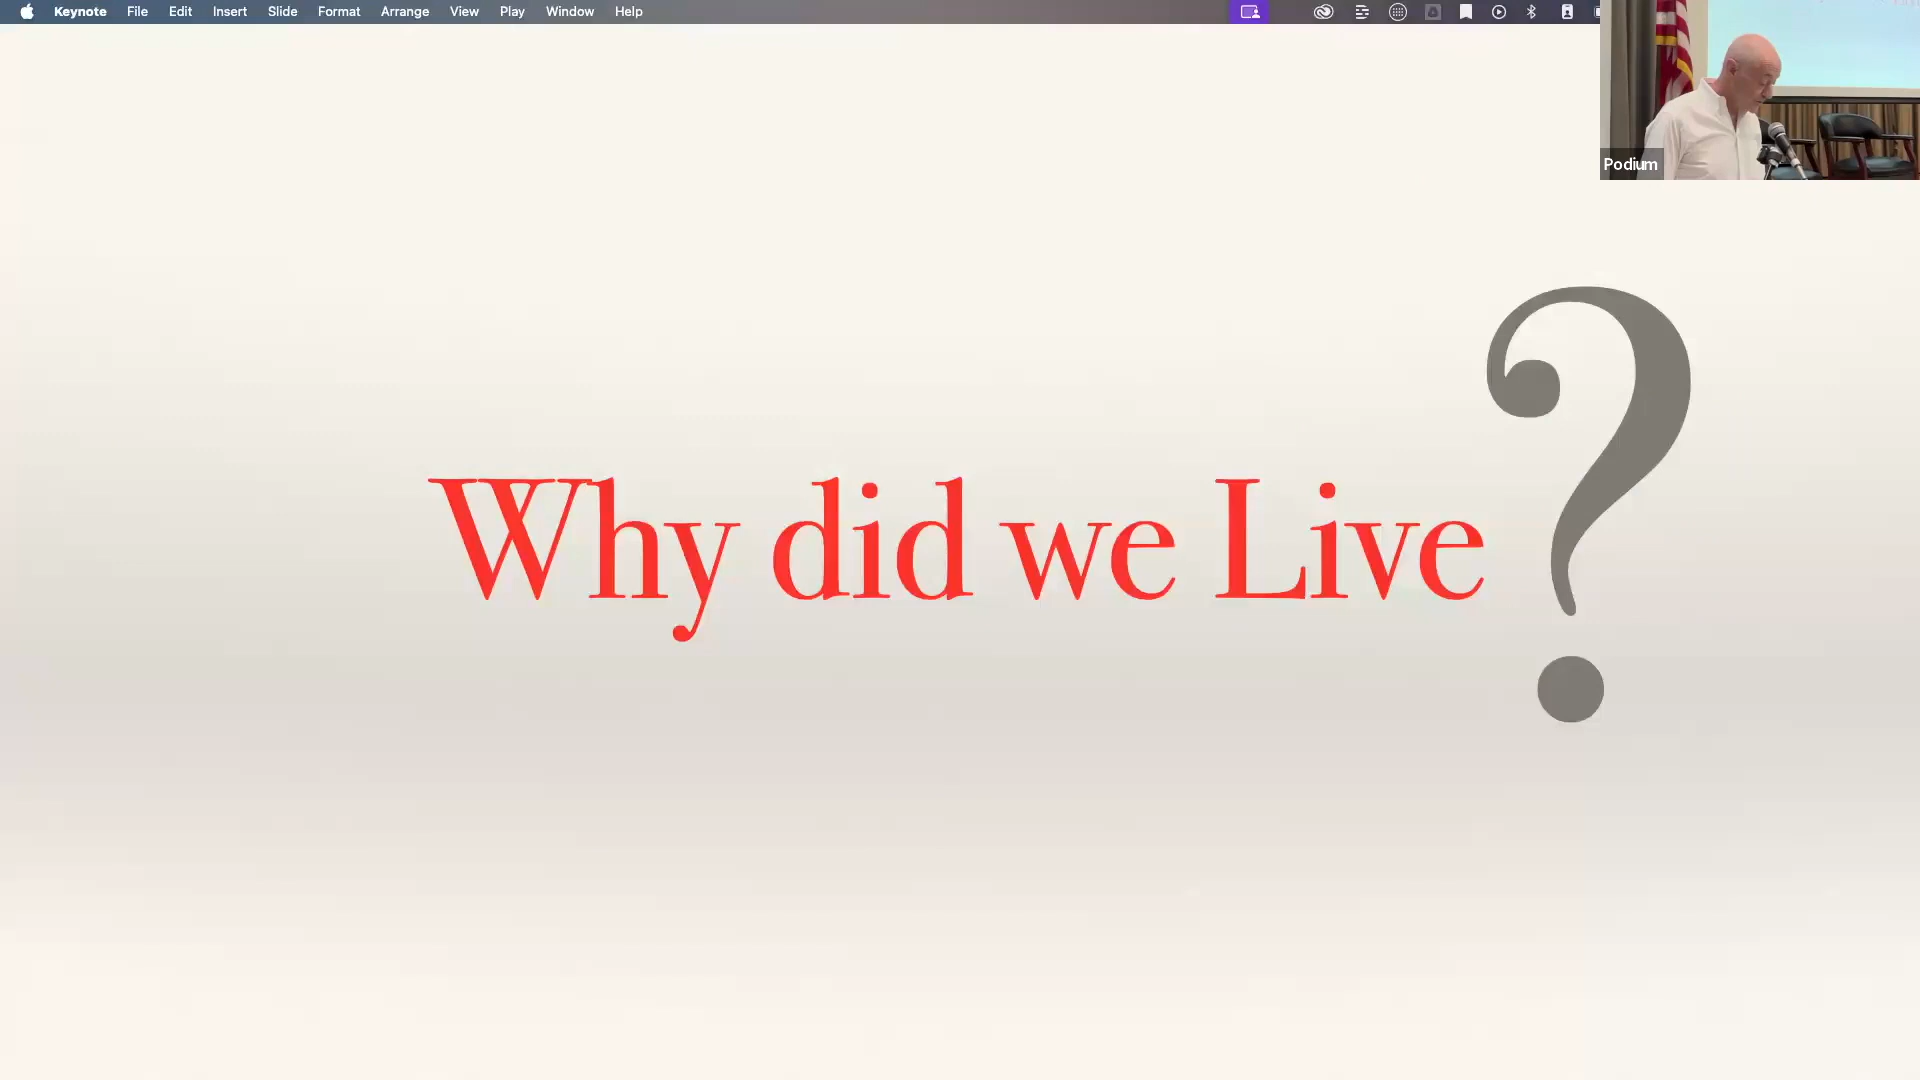 Keynote File Edit Insert Slide Format Arrange View Play Window Help
Podium
Why did we Live?